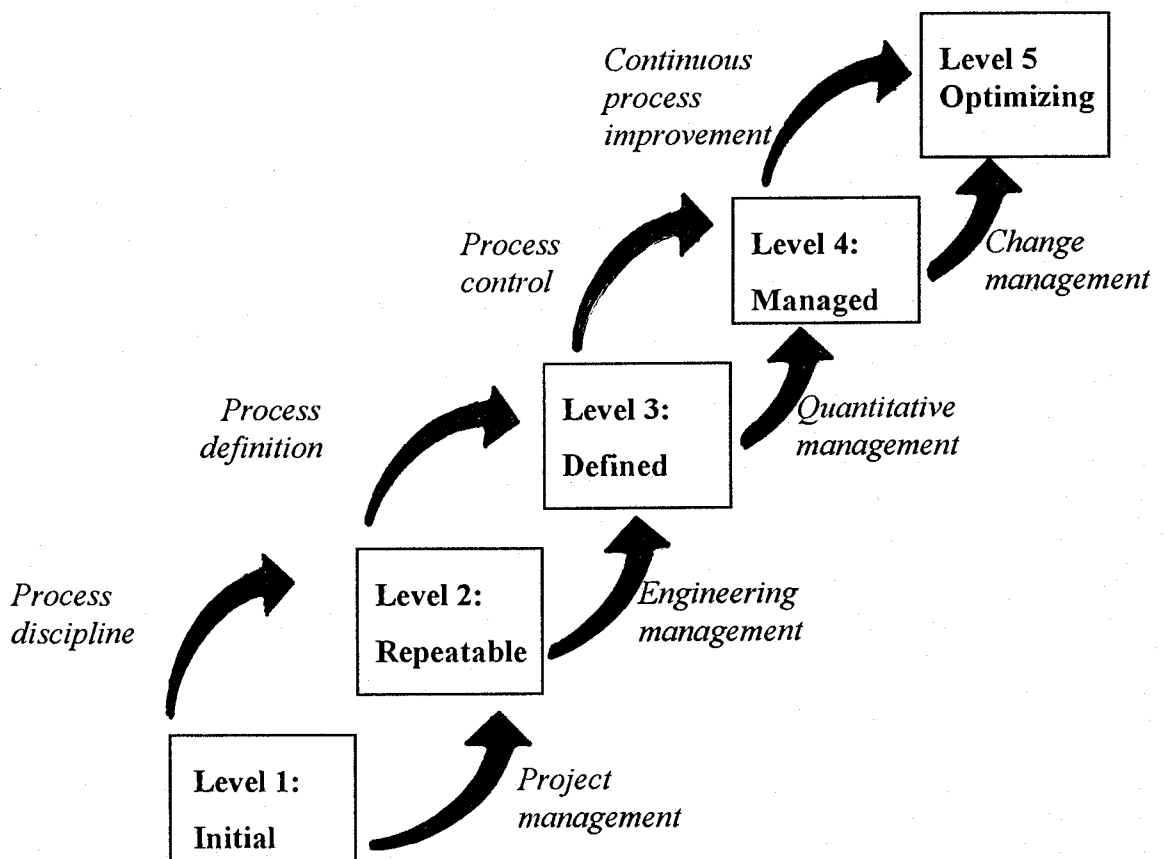 Continuous
process
improvement
Level 5
Optimizing
Process
control
Level 4:
Managed
Change
management
Process
definition
Level 3:
Defined
Quantitative
management
Process
discipline
Level 2:
Repeatable
Engineering
management
Level 1:
Initial
Project
management